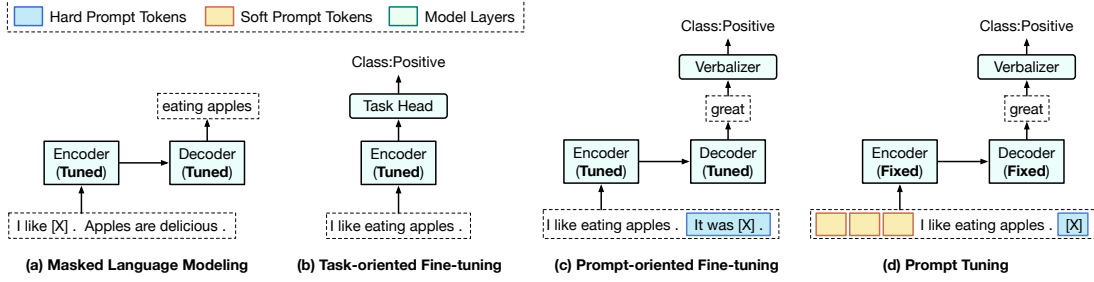 Hard Prompt Tokens Soft Prompt Tokens Model Layers
eating apples
Encoder
(Tuned)
Decoder
(Tuned)
I like [X] . Apples are delicious .
(a) Masked Language Modeling
Class:Positive
Task Head
Encoder
(Tuned)
I like eating apples .
(b) Task-oriented Fine-tuning
Class:Positive
Verbalizer
great
Encoder
(Tuned)
Decoder
(Tuned)
I like eating apples . It was [X] .
(c) Prompt-oriented Fine-tuning
Class:Positive
Verbalizer
great
Encoder
(Fixed)
Decoder
(Fixed)
I like eating apples . [X]
(d) Prompt Tuning